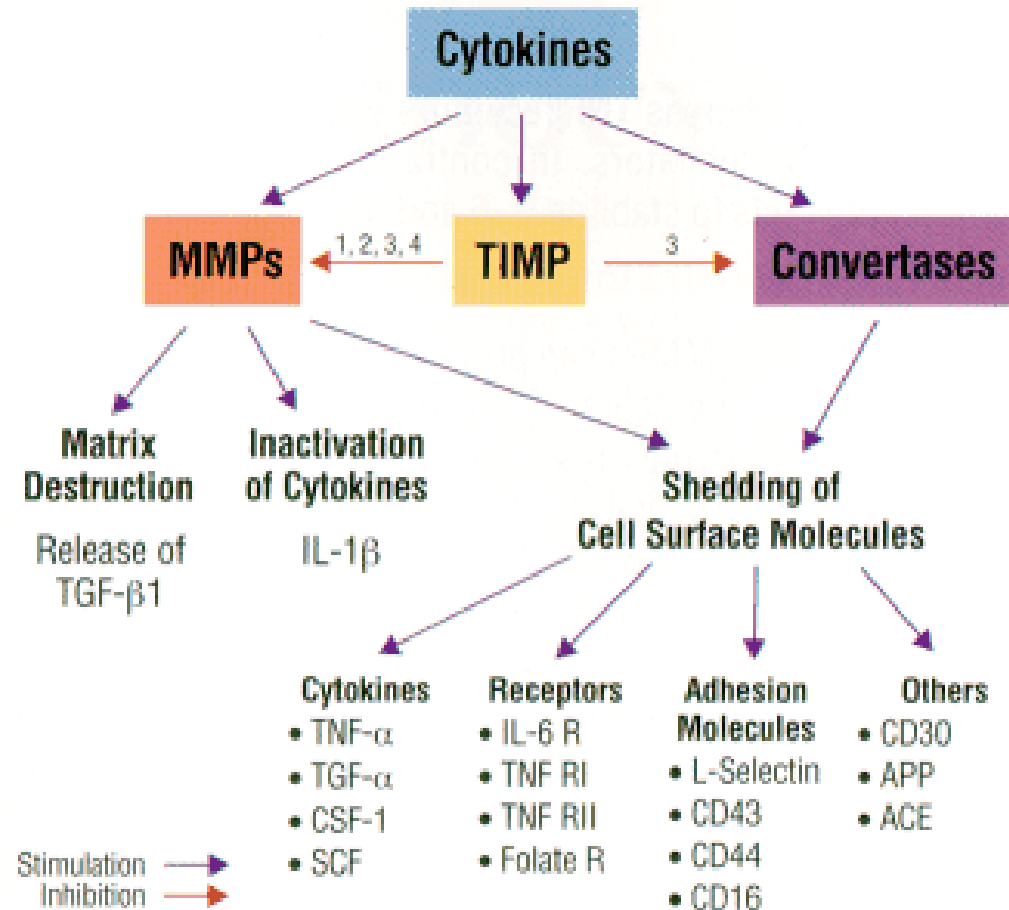 Cytokines
MMPs
1, 2, 3, 4
TIMP
3
Convertases
Matrix
Destruction
Release of
TGF-β1
Inactivation
of Cytokines
IL-1β
Shedding of
Cell Surface Molecules
Cytokines
• TNF-α
• TGF-α
• CSF-1
• SCF
Receptors
• IL-6 R
• TNF RI
• TNF RII
• Folate R
Adhesion
Molecules
• L-Selectin
• CD43
• CD44
• CD16
Others
• CD30
• APP
• ACE
Stimulation
Inhibition